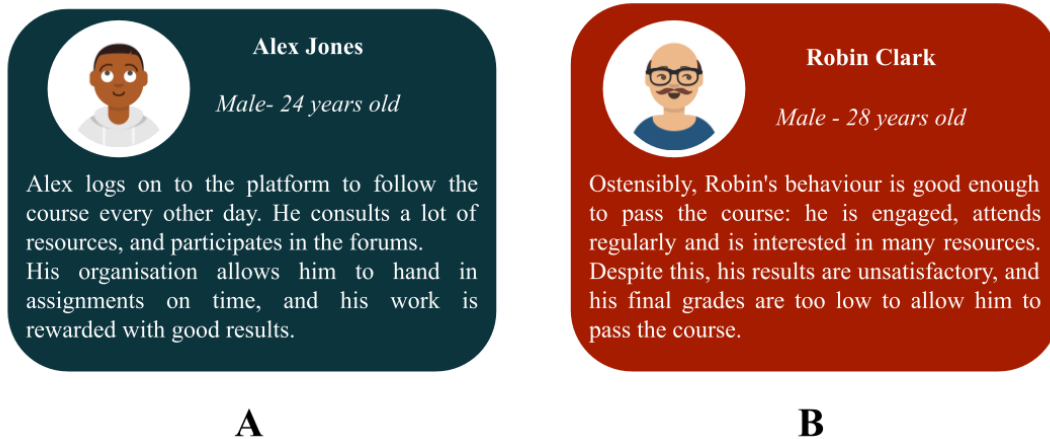 Alex Jones
Male- 24 years old
Alex logs on to the platform to follow the
course every other day. He consults a lot of
resources, and participates in the forums.
His organisation allows him to hand in
assignments on time, and his work is
rewarded with good results.
A
Robin Clark
Male - 28 years old
Ostensibly, Robin's behaviour is good enough
to pass the course: he is engaged, attends
regularly and is interested in many resources.
Despite this, his results are unsatisfactory, and
his final grades are too low to allow him to
pass the course.
B